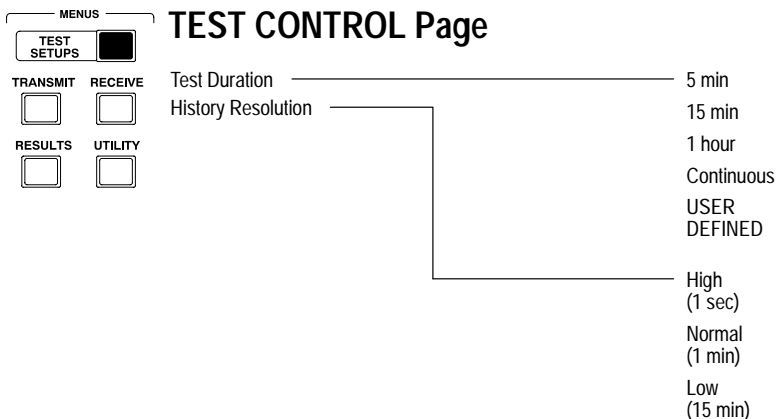 MENUS
TEST
SETUPS
TRANSMIT RECEIVE
RESULTS UTILITY
TEST CONTROL Page
Test Duration
History Resolution
5 min
15 min
1 hour
Continuous
USER
DEFINED
High
(1 sec)
Normal
(1 min)
Low
(15 min)